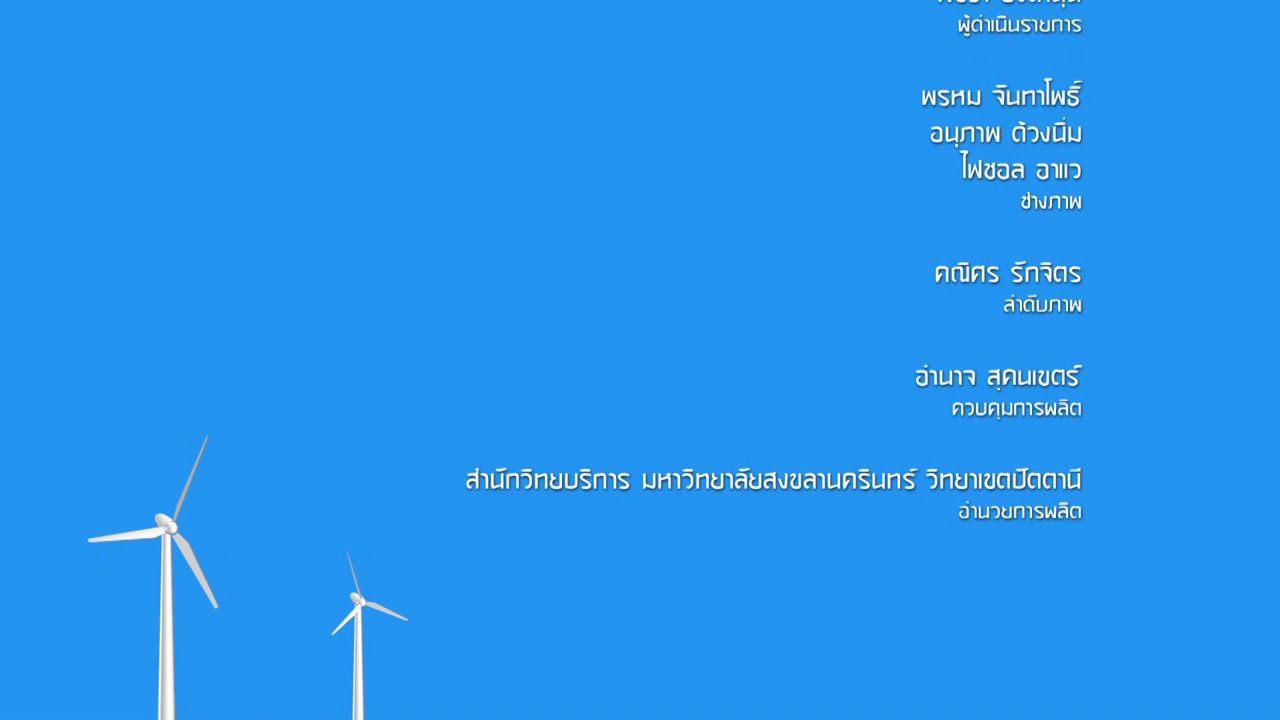 ผู้ดำเนินรายการ
พรหม จินทาโพธิ์
อนุภาพ ด้วงนิ่ม
ไฟซอล อาแว
ช่างภาพ
คณิศร รักจิตร
ลำดับภาพ
อำนาจ สุคนเขตร์
ควบคุมการผลิต
สำนักวิทยบริการ มหาวิทยาลัยสงขลานครินทร์ วิทยาเขตปัตตานี
อำนวยการผลิต